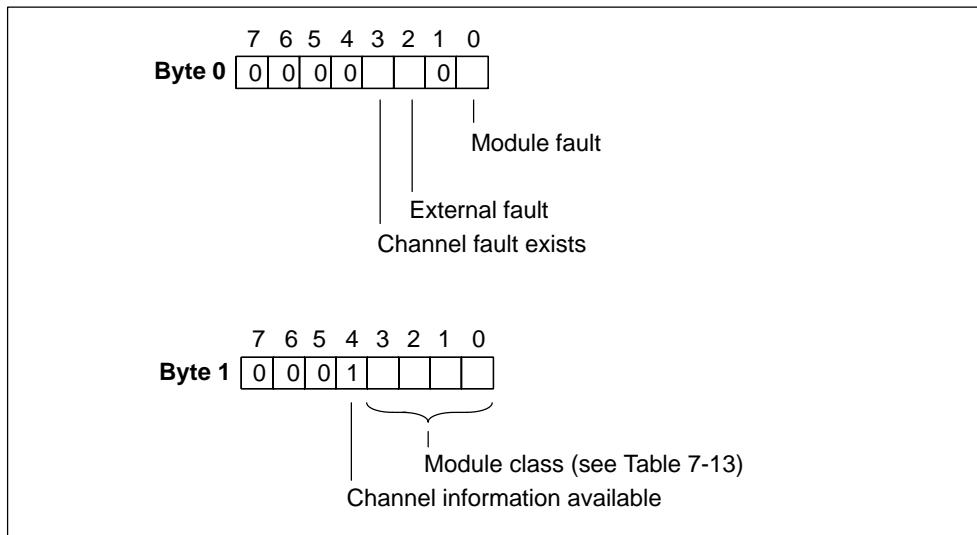 7 6 5 4 3 2 1 0
Byte 0 0 0 0 0 0
Module fault
External fault
Channel fault exists
7 6 5 4 3 2 1 0
Byte 1 0 0 0 1
Module class (see Table 7-13)
Channel information available